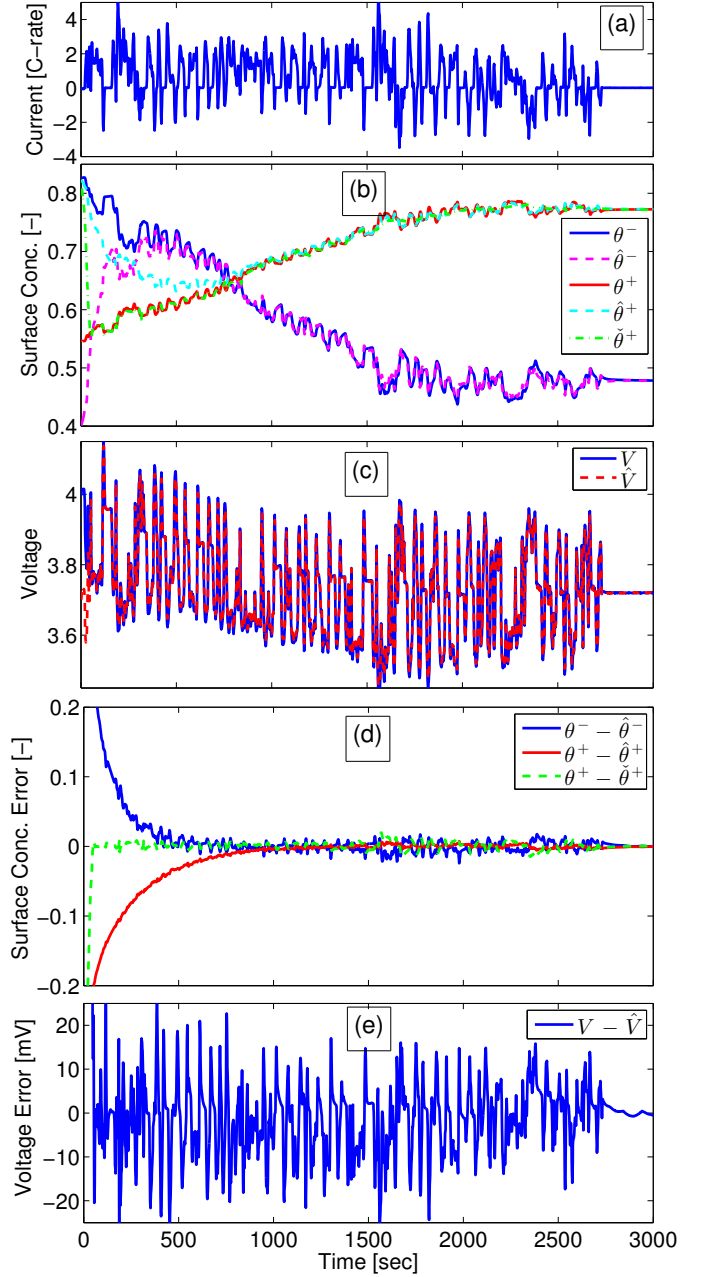 (a)
Current [C−rate]
4
2
0
−2
−4
(b)
Surface Conc. [−]
0.8
0.7
0.6
0.5
0.4
θ⁻
θ̂⁻
θ⁺
θ̂⁺
θ̌⁺
(c)
Voltage
4
3.8
3.6
V
V̂
(d)
Surface Conc. Error [−]
0.2
0.1
0
−0.1
−0.2
θ⁻ − θ̂⁻
θ⁺ − θ̂⁺
θ⁺ − θ̌⁺
(e)
Voltage Error [mV]
20
10
0
−10
−20
V − V̂
0 500 1000 1500 2000 2500 3000
Time [sec]